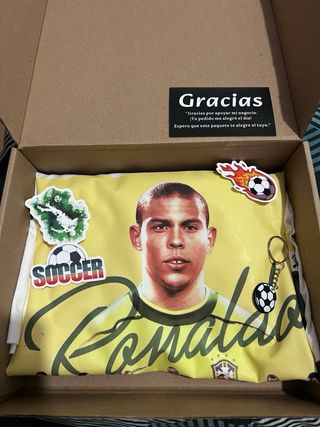 Gracias
"Gracias por apoyar mi negocio.
¡Tu pedido me alegró el día!
Espero que este paquete te alegre el tuyo."
SOCCER
Ronaldo